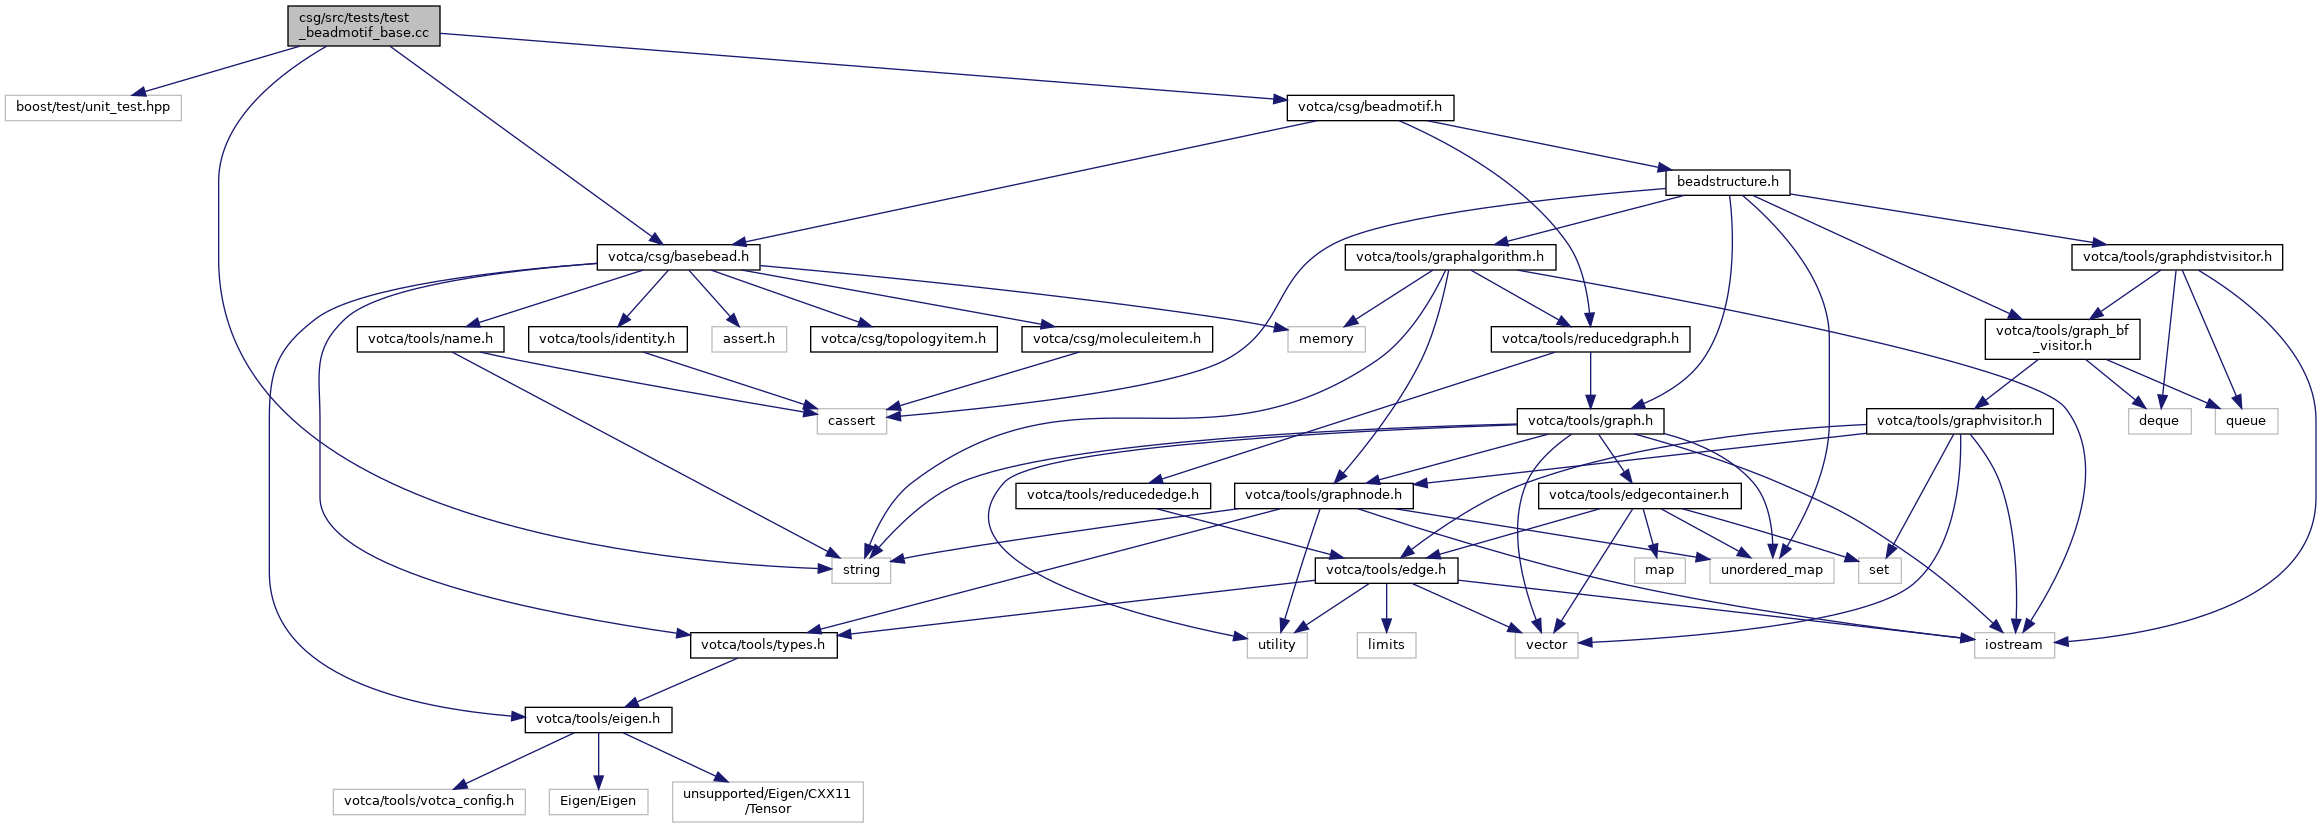 csg/src/tests/test
_beadmotif_base.cc
boost/test/unit_test.hpp
votca/csg/beadmotif.h
beadstructure.h
votca/csg/basebead.h
votca/tools/graphalgorithm.h
votca/tools/graphdistvisitor.h
votca/tools/name.h
votca/tools/identity.h
assert.h
votca/csg/topologyitem.h
votca/csg/moleculeitem.h
memory
votca/tools/reducedgraph.h
votca/tools/graph_bf
_visitor.h
cassert
votca/tools/graph.h
votca/tools/graphvisitor.h
deque
queue
votca/tools/reducededge.h
votca/tools/graphnode.h
votca/tools/edgecontainer.h
string
votca/tools/edge.h
map
unordered_map
set
votca/tools/types.h
utility
limits
vector
iostream
votca/tools/eigen.h
votca/tools/votca_config.h
Eigen/Eigen
unsupported/Eigen/CXX11
/Tensor